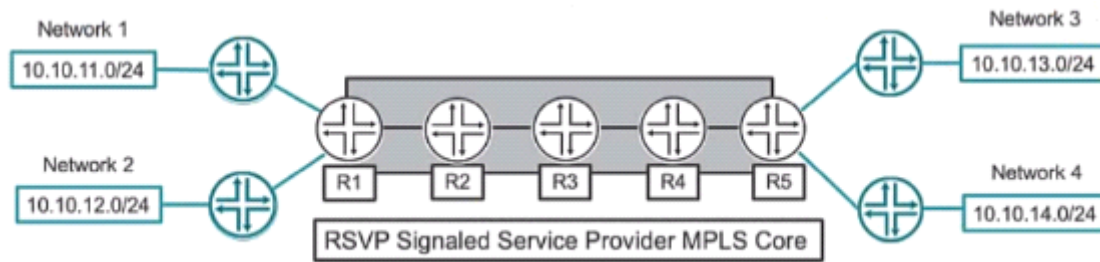 Network 1
10.10.11.0/24
Network 2
10.10.12.0/24
R1
R2
R3
R4
R5
RSVP Signaled Service Provider MPLS Core
Network 3
10.10.13.0/24
Network 4
10.10.14.0/24